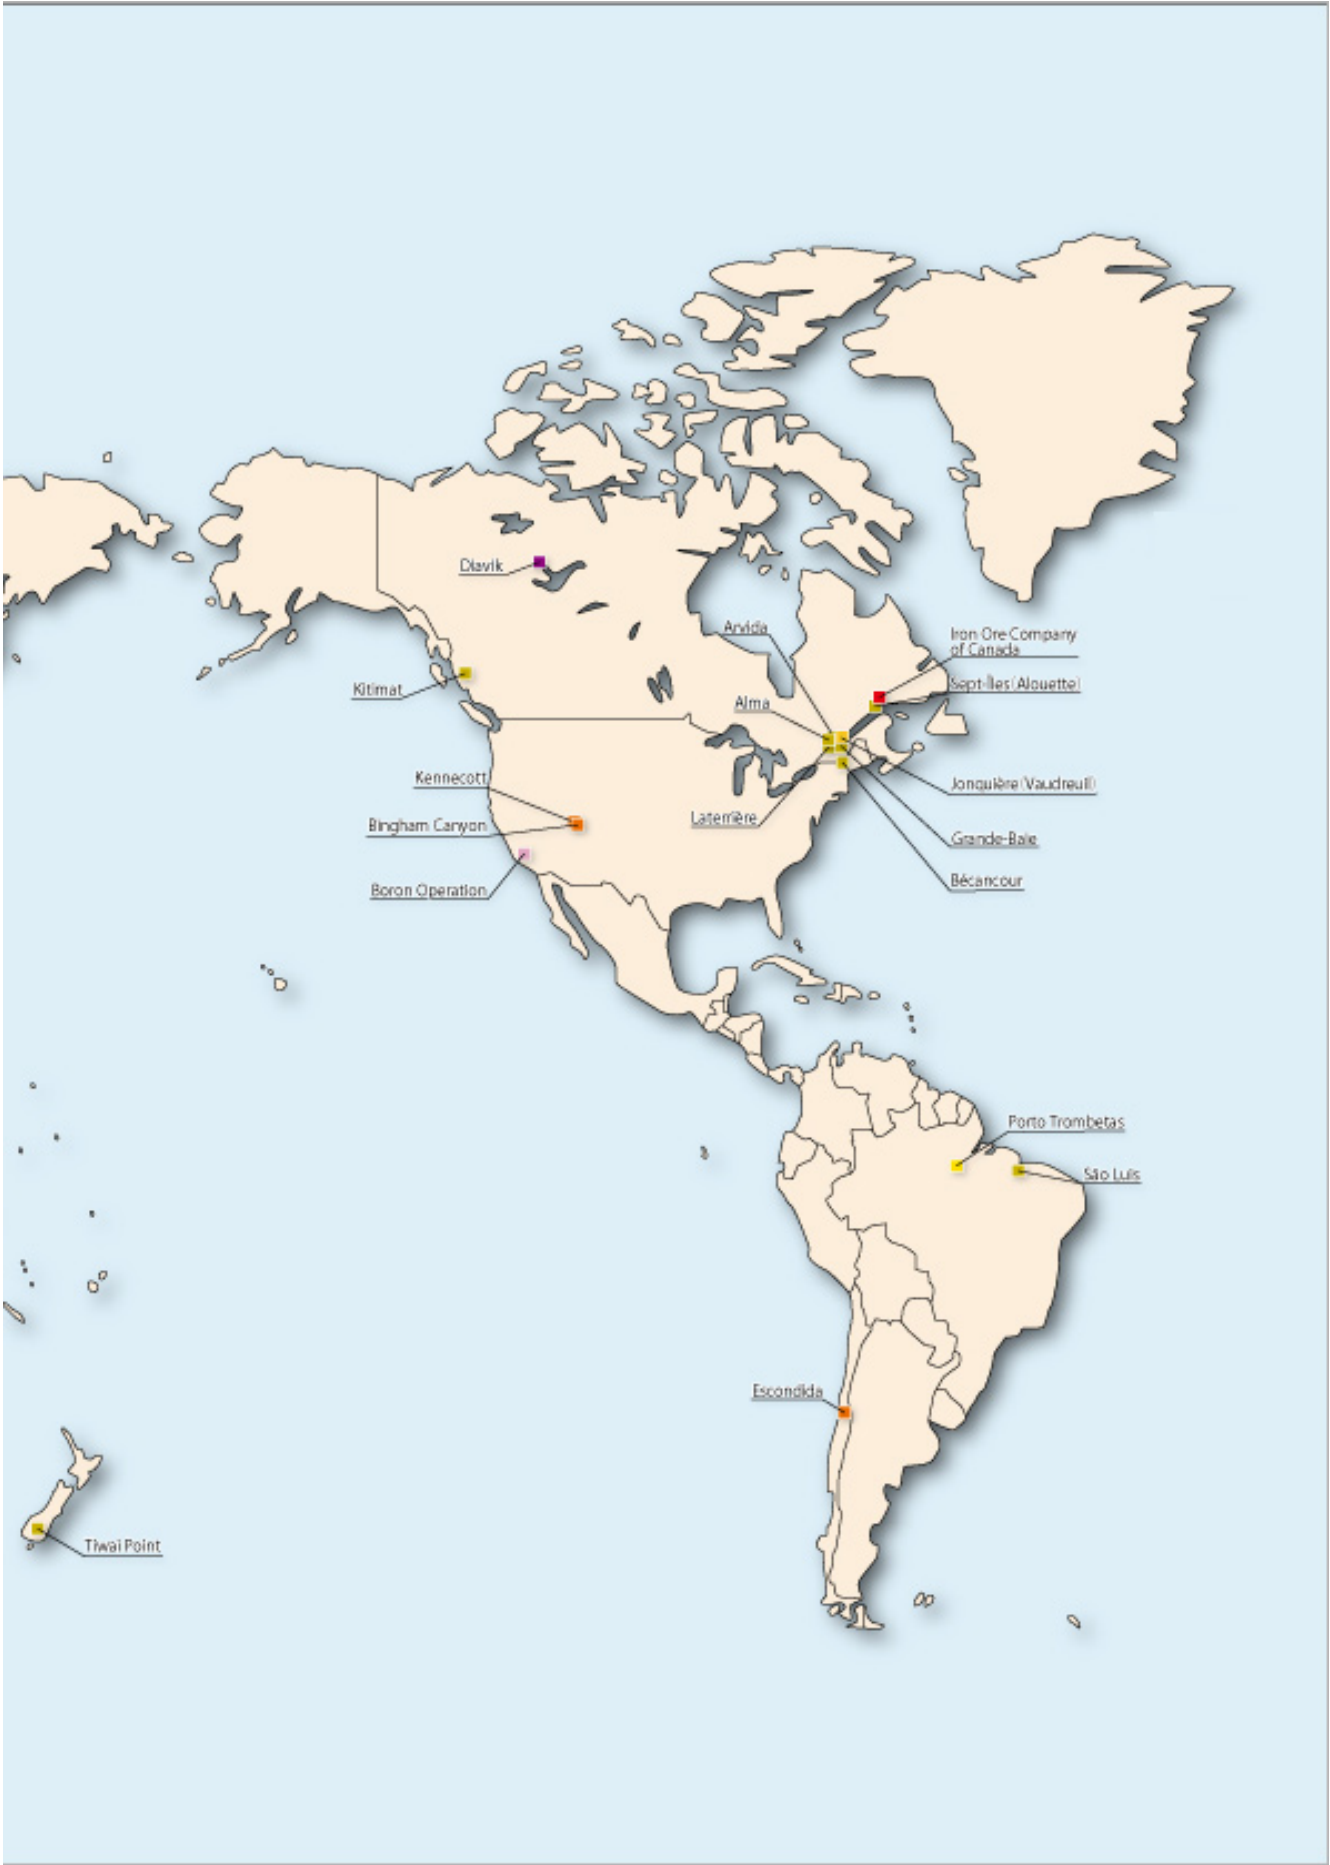 Diavik
Arvida
Iron Ore Company
of Canada
Sept-Îles (Alouette)
Kitimat
Alma
Kennecott
Jonquière (Vaudreuil)
Laterrière
Bingham Canyon
Grande-Baie
Bécancour
Boron Operation
Porto Trombetas
São Luis
Escondida
Tiwai Point